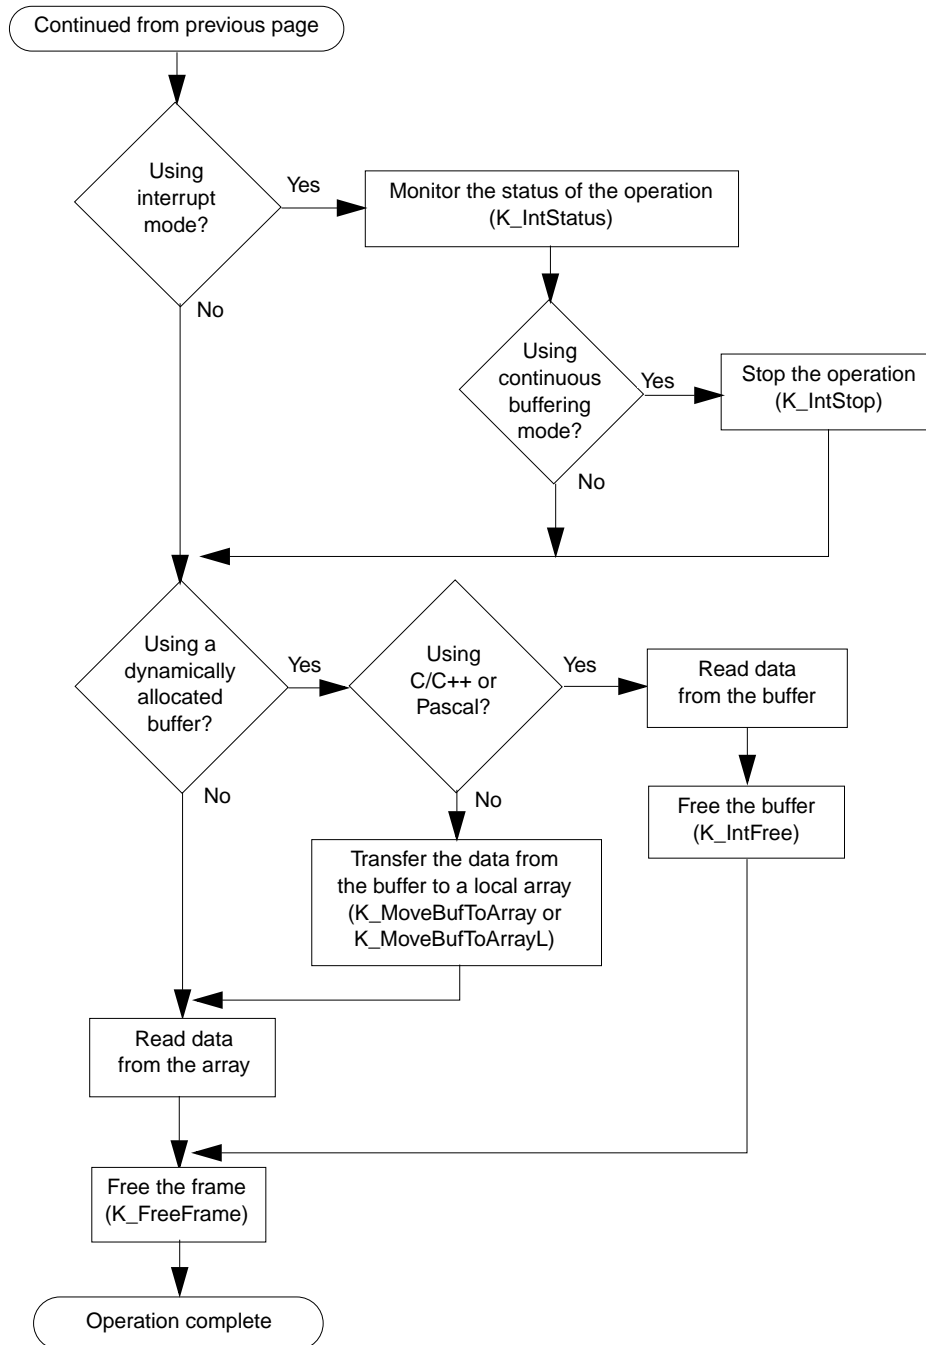 Continued from previous page
Using
interrupt
mode?
Yes
Monitor the status of the operation
(K_IntStatus)
No
Using
continuous
buffering
mode?
Yes
Stop the operation
(K_IntStop)
No
Using a
dynamically
allocated
buffer?
Yes
Using
C/C++ or
Pascal?
Yes
Read data
from the buffer
No
No
Free the buffer
(K_IntFree)
Transfer the data from
the buffer to a local array
(K_MoveBufToArray or
K_MoveBufToArrayL)
Read data
from the array
Free the frame
(K_FreeFrame)
Operation complete